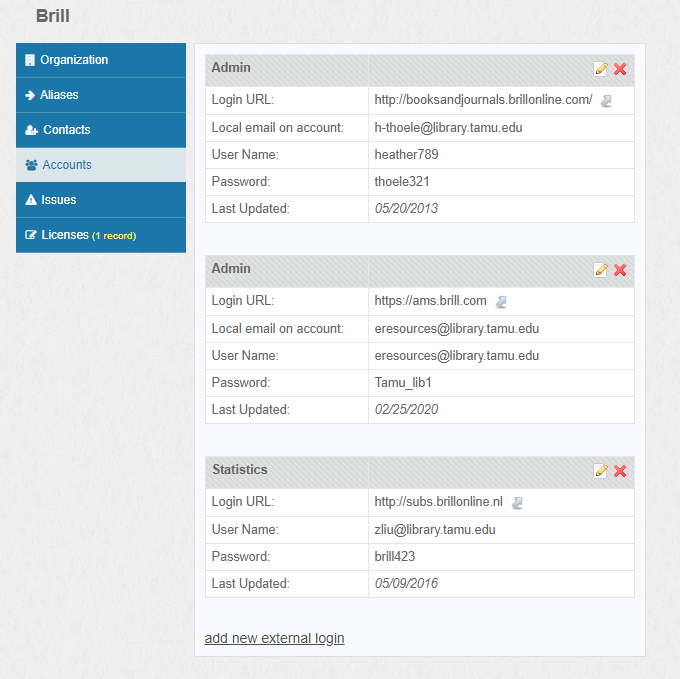 Brill
Organization
Aliases
Contacts
Accounts
Issues
Licenses (1 record)
Admin
Login URL: http://booksandjournals.brillonline.com/
Local email on account: h-thoele@library.tamu.edu
User Name: heather789
Password: thoele321
Last Updated: 05/20/2013
Admin
Login URL: https://ams.brill.com
Local email on account: eresources@library.tamu.edu
User Name: eresources@library.tamu.edu
Password: Tamu_lib1
Last Updated: 02/25/2020
Statistics
Login URL: http://subs.brillonline.nl
User Name: zliu@library.tamu.edu
Password: brill423
Last Updated: 05/09/2016
add new external login